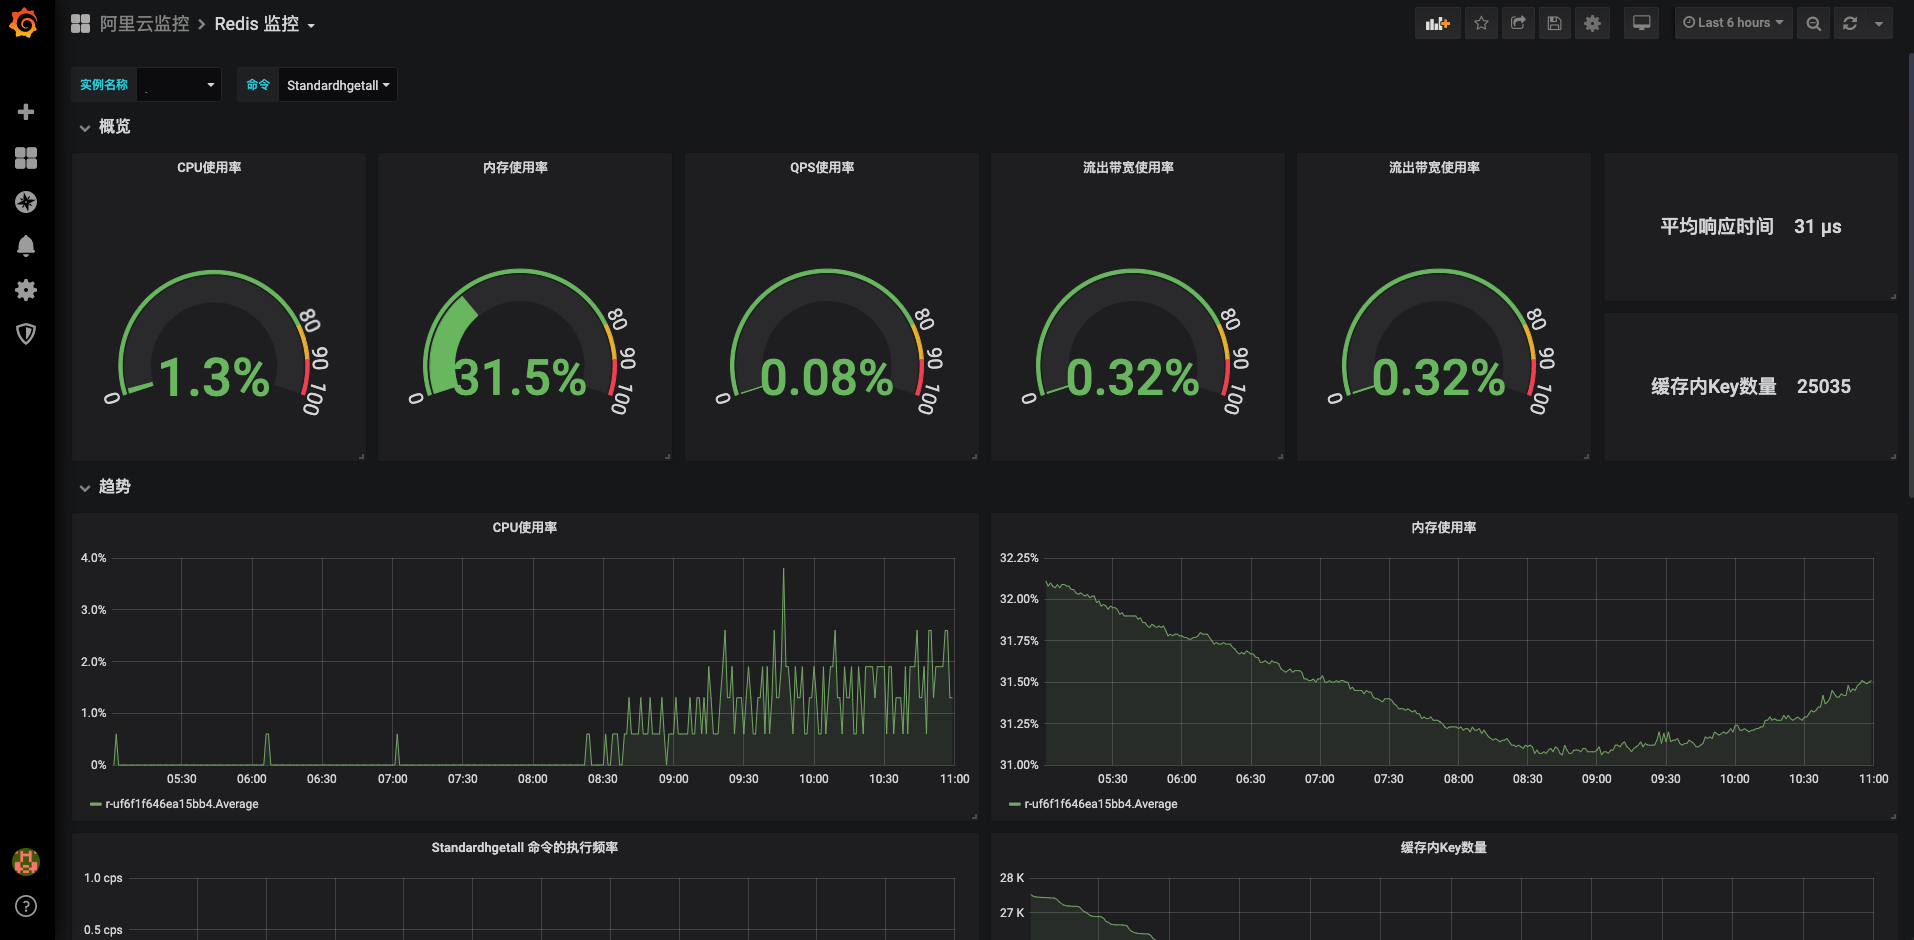 阿里云监控 > Redis 监控
Last 6 hours
实例名称 . 命令 Standardhgetall
概览
CPU使用率
0 80 90 100
1.3%
内存使用率
0 80 90 100
31.5%
QPS使用率
0 80 90 100
0.08%
流出带宽使用率
0 80 90 100
0.32%
流出带宽使用率
0 80 90 100
0.32%
平均响应时间 31 µs
缓存内Key数量 25035
趋势
CPU使用率
4.0%
3.0%
2.0%
1.0%
0%
05:30 06:00 06:30 07:00 07:30 08:00 08:30 09:00 09:30 10:00 10:30 11:00
r-uf6f1f646ea15bb4.Average
内存使用率
32.25%
32.00%
31.75%
31.50%
31.25%
31.00%
05:30 06:00 06:30 07:00 07:30 08:00 08:30 09:00 09:30 10:00 10:30 11:00
r-uf6f1f646ea15bb4.Average
Standardhgetall 命令的执行频率
1.0 cps
0.5 cps
缓存内Key数量
28 K
27 K